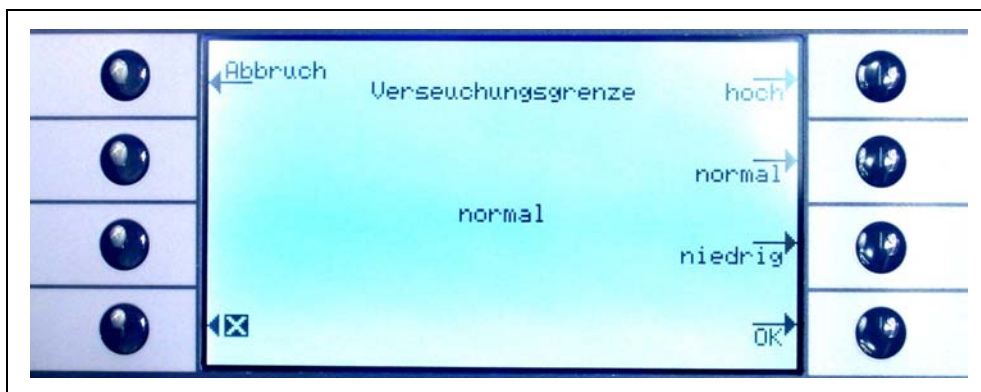 Abbruch
Verseuchungsgrenze
hoch
normal
normal
niedrig
OK